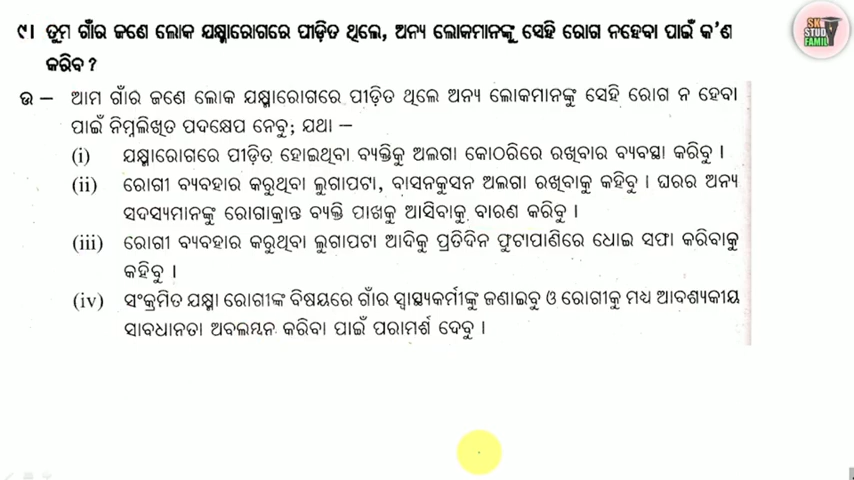 ୯। ତୁମ ଗାଁର ଜଣେ ଲୋକ ଯକ୍ଷ୍ମାରୋଗରେ ପୀଡ଼ିତ ଥିଲେ, ଅନ୍ୟ ଲୋକମାନଙ୍କୁ ସେହି ରୋଗ ନହେବା ପାଇଁ କ'ଣ
କରିବ ?
ଉ – ଆମ ଗାଁର ଜଣେ ଲୋକ ଯକ୍ଷ୍ମାରୋଗରେ ପୀଡ଼ିତ ଥିଲେ ଅନ୍ୟ ଲୋକମାନଙ୍କୁ ସେହି ରୋଗ ନ ହେବା
ପାଇଁ ନିମ୍ନଲିଖିତ ପଦକ୍ଷେପ ନେବୁ; ଯଥା –
(i) ଯକ୍ଷ୍ମାରୋଗରେ ପୀଡ଼ିତ ହୋଇଥିବା ବ୍ୟକ୍ତିକୁ ଅଲଗା କୋଠରିରେ ରଖିବାର ବ୍ୟବସ୍ଥା କରିବୁ ।
(ii) ରୋଗୀ ବ୍ୟବହାର କରୁଥିବା ଲୁଗାପଟା, ବାସନକୁସନ ଅଲଗା ରଖିବାକୁ କହିବୁ । ଘରର ଅନ୍ୟ
ସଦସ୍ୟମାନଙ୍କୁ ରୋଗାକ୍ରାନ୍ତ ବ୍ୟକ୍ତି ପାଖକୁ ଆସିବାକୁ ବାରଣ କରିବୁ ।
(iii) ରୋଗୀ ବ୍ୟବହାର କରୁଥିବା ଲୁଗାପଟା ଆଦିକୁ ପ୍ରତିଦିନ ଫୁଟାପାଣିରେ ଧୋଇ ସଫା କରିବାକୁ
କହିବୁ ।
(iv) ସଂକ୍ରମିତ ଯକ୍ଷ୍ମା ରୋଗୀଙ୍କ ବିଷୟରେ ଗାଁର ସ୍ୱାସ୍ଥ୍ୟକର୍ମୀଙ୍କୁ ଜଣାଇବୁ ଓ ରୋଗୀକୁ ମଧ୍ୟ ଆବଶ୍ୟକୀୟ
ସାବଧାନତା ଅବଲମ୍ବନ କରିବା ପାଇଁ ପରାମର୍ଶ ଦେବୁ ।
SK
STUD
FAMIL